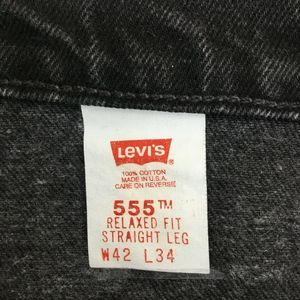 LEVI'S
100% COTTON
MADE IN U.S.A.
CARE ON REVERSE
555™
RELAXED FIT
STRAIGHT LEG
W42 L34